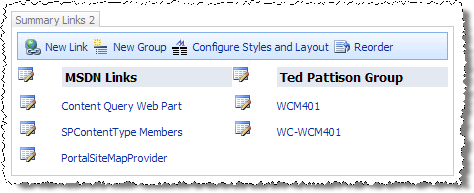 Summary Links 2
New Link New Group Configure Styles and Layout Reorder
MSDN Links Ted Pattison Group
Content Query Web Part WCM401
SPContentType Members WC-WCM401
PortalSiteMapProvider